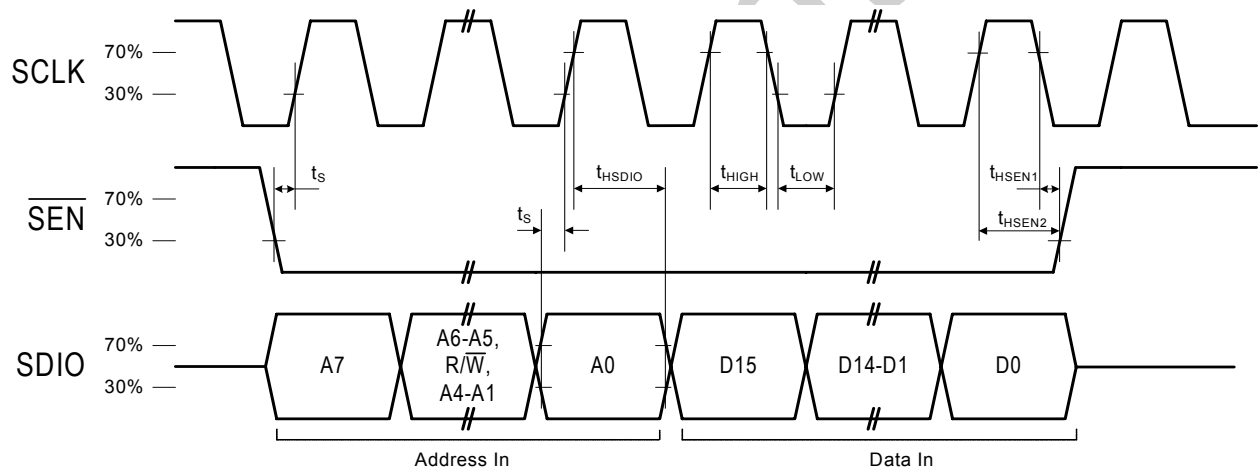 SCLK
70%
30%
SEN
70%
30%
tS
tS
tHSDIO
tHIGH
tLOW
tHSEN1
tHSEN2
SDIO
70%
30%
A7
A6-A5,
R/W,
A4-A1
A0
D15
D14-D1
D0
Address In
Data In